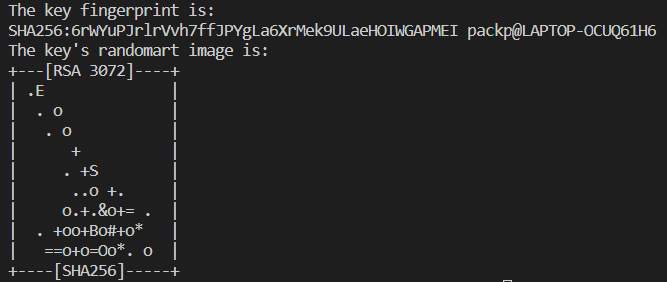 The key fingerprint is:
SHA256:6rWYuPJrlrVvh7ffJPYgLa6XrMek9ULaeHOIWGAPMEI packp@LAPTOP-OCUQ61H6
The key's randomart image is:
+---[RSA 3072]----+
| .E              |
|  . o            |
|   . o           |
|      +          |
|     . +S        |
|      ..o +.     |
|     o.+.&o+= .  |
|  . +oo+Bo#+o*   |
|   ==o+o=Oo*. o  |
+----[SHA256]-----+